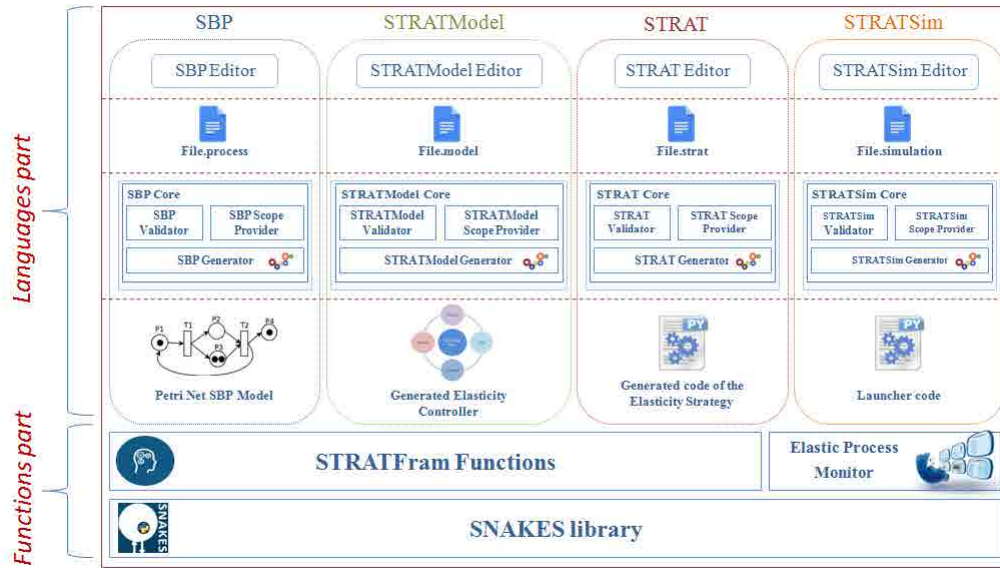 SBP
STRATModel
STRAT
STRATSim
SBP Editor
STRATModel Editor
STRAT Editor
STRATSim Editor
File.process
File.model
File.strat
File.simulation
Languages part
SBP Core
SBP
Validator
SBP Scope
Provider
SBP Generator
STRATModel Core
STRATModel
Validator
STRATModel
Scope Provider
STRATModel Generator
STRAT Core
STRAT
Validator
STRAT Scope
Provider
STRAT Generator
STRATSim Core
STRATSim
Validator
STRATSim
Scope Provider
STRATSim Generator
P1
T1
P2
P3
T2
P4
Petri Net SBP Model
Generated Elasticity
Controller
PY
Generated code of the
Elasticity Strategy
PY
Launcher code
Functions part
STRATFram Functions
Elastic Process
Monitor
SNAKES
SNAKES library